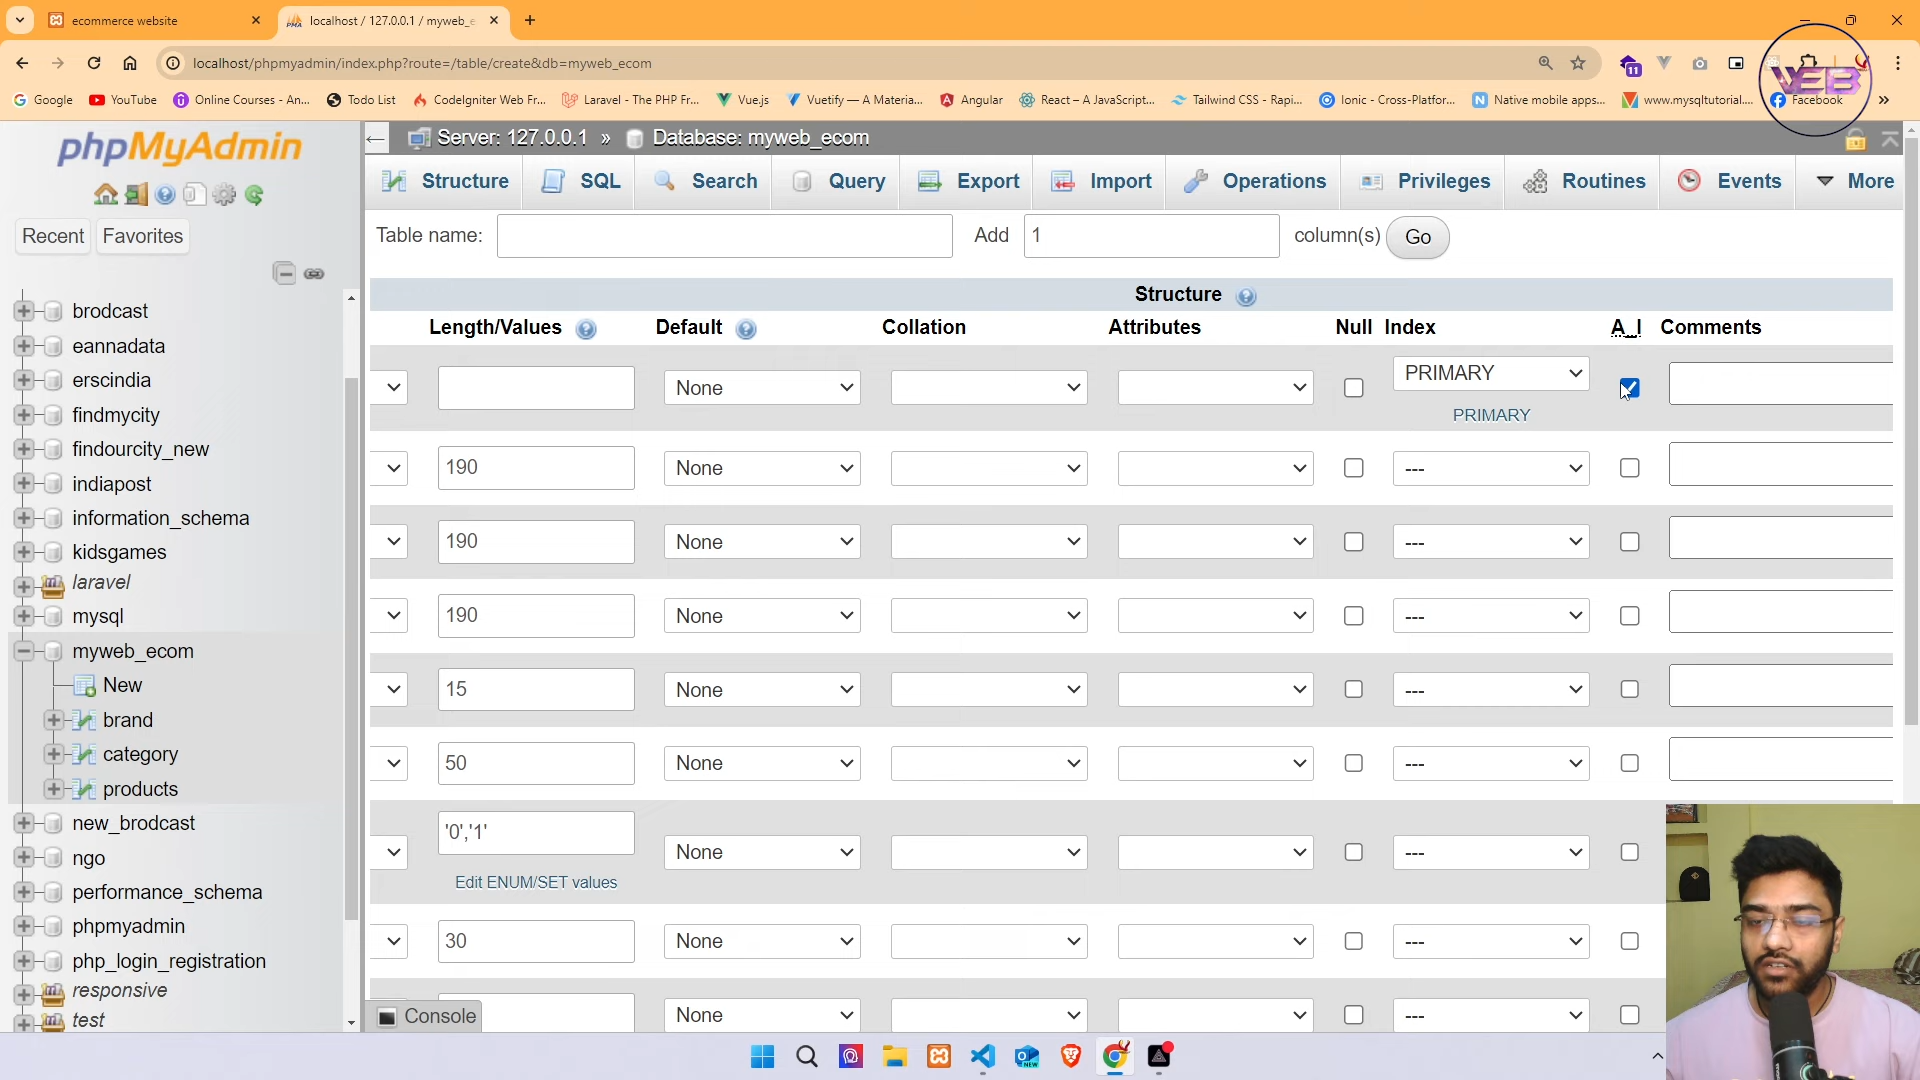 ecommerce website
localhost / 127.0.0.1 / myweb_e
localhost/phpmyadmin/index.php?route=/table/create&db=myweb_ecom
11
Google YouTube Online Courses - An... Todo List CodeIgniter Web Fr... Laravel - The PHP Fr... Vue.js Vuetify — A Materia... Angular React – A JavaScript... Tailwind CSS - Rapi... Ionic - Cross-Platfor... Native mobile apps... www.mysqltutorial.... Facebook
WEB
phpMyAdmin
Server: 127.0.0.1 » Database: myweb_ecom
Structure SQL Search Query Export Import Operations Privileges Routines Events More
Recent Favorites
Table name: Add 1 column(s) Go
Structure
Length/Values Default Collation Attributes Null Index A_I Comments
None PRIMARY
PRIMARY
190 None ---
190 None ---
190 None ---
15 None ---
50 None ---
'0','1' None ---
Edit ENUM/SET values
30 None ---
None ---
brodcast
eannadata
erscindia
findmycity
findourcity_new
indiapost
information_schema
kidsgames
laravel
mysql
myweb_ecom
New
brand
category
products
new_brodcast
ngo
performance_schema
phpmyadmin
php_login_registration
responsive
test
Console
NEW